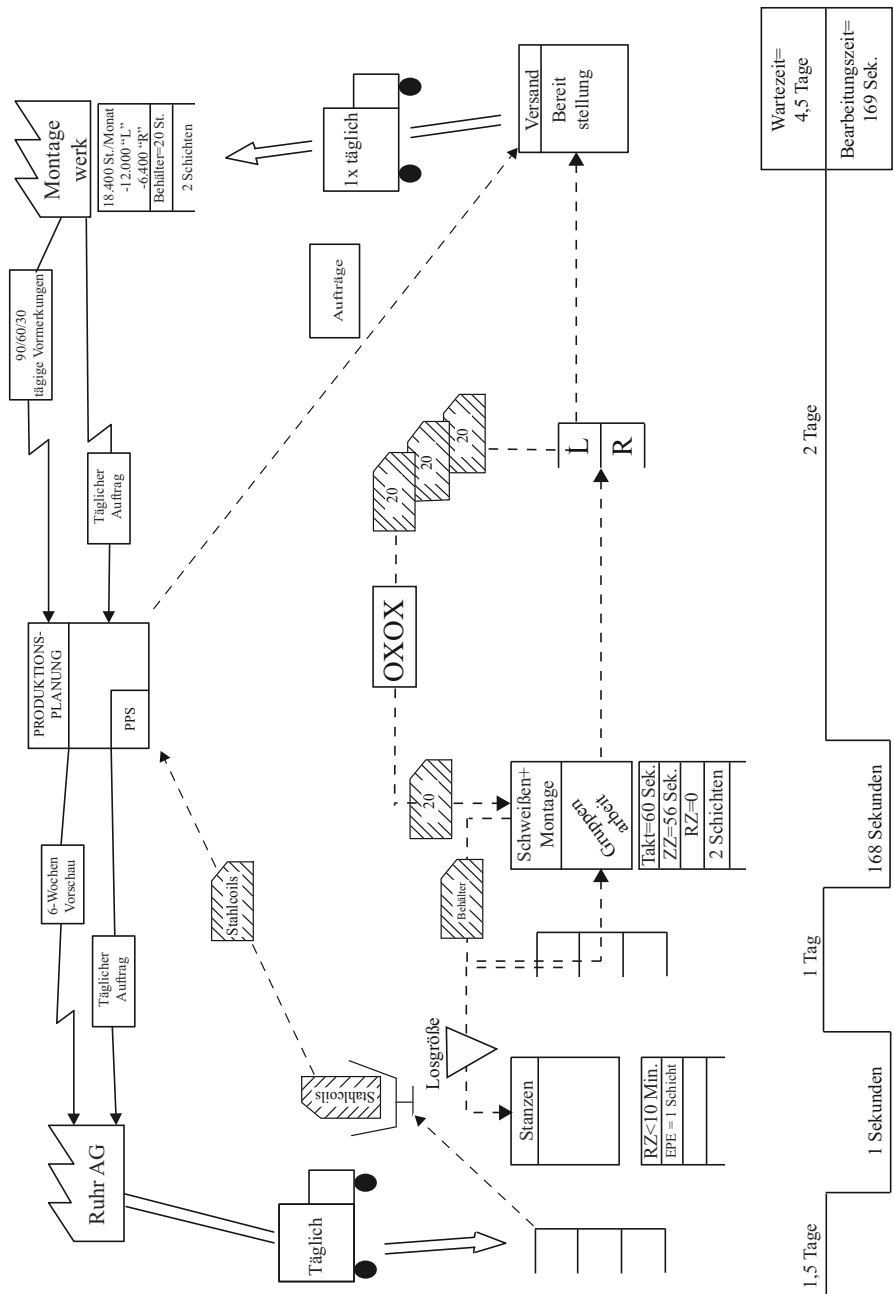 Ruhr AG
6-Wochen
Vorschau
Täglicher
Auftrag
PRODUKTIONS-
PLANUNG
PPS
90/60/30
tägige Vormerkungen
Täglicher
Auftrag
Montage
werk
18.400 St./Monat
-12.000 “L”
-6.400 “R”
Behälter=20 St.
2 Schichten
Täglich
Stahlcoils
Stahlcoils
Aufträge
1x täglich
20
OXOX
20
20
20
Losgröße
Behälter
Stanzen
RZ<10 Min.
EPE = 1 Schicht
Schweißen+
Montage
Gruppen
arbeit
Takt=60 Sek.
ZZ=56 Sek.
RZ=0
2 Schichten
L
R
Versand
Bereit
stellung
1,5 Tage
1 Sekunden
1 Tag
168 Sekunden
2 Tage
Wartezeit=
4,5 Tage
Bearbeitungszeit=
169 Sek.